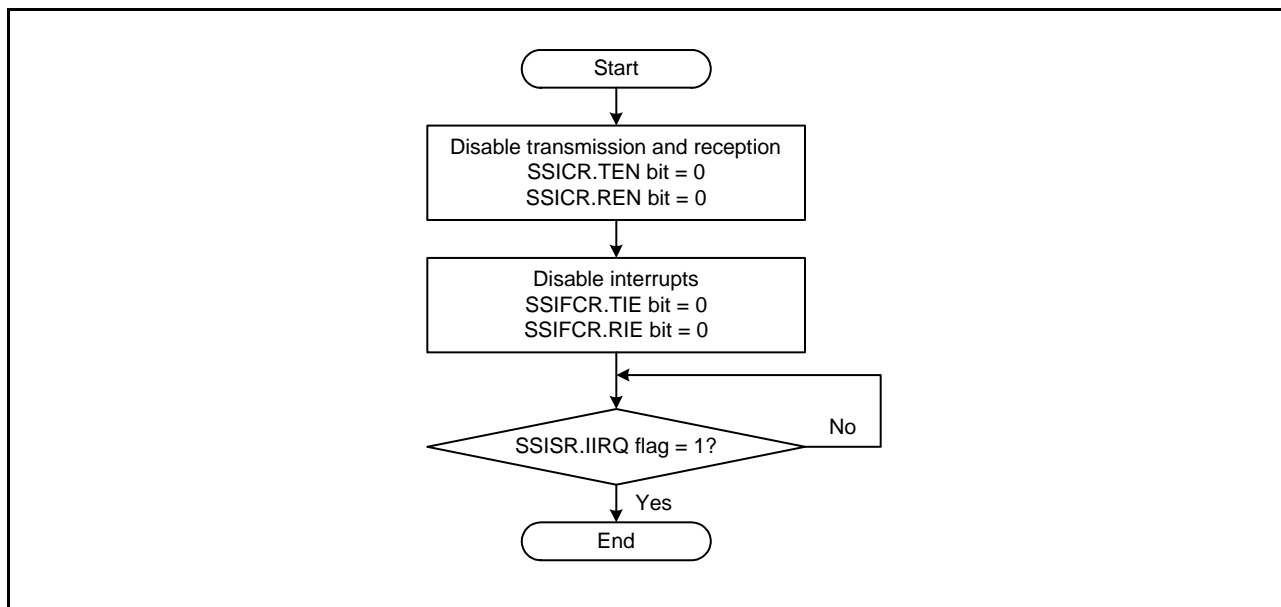 Start
Disable transmission and reception
SSICR.TEN bit = 0
SSICR.REN bit = 0
Disable interrupts
SSIFCR.TIE bit = 0
SSIFCR.RIE bit = 0
SSISR.IIRQ flag = 1?
No
Yes
End